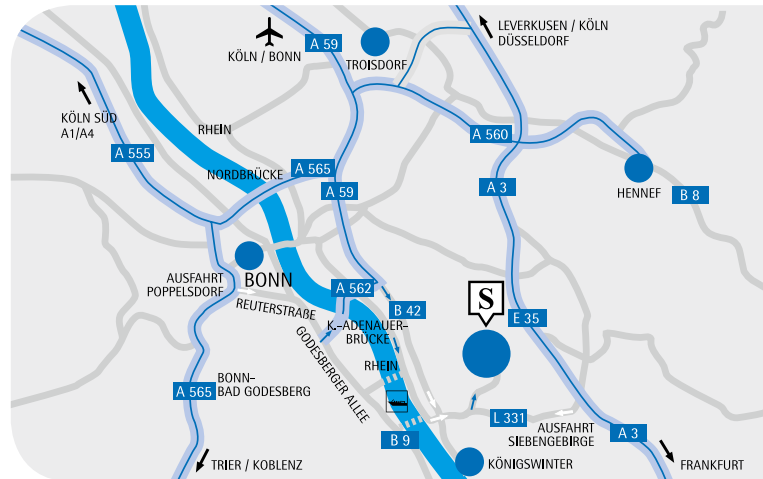 LEVERKUSEN / KÖLN
DÜSSELDORF
A 59
KÖLN / BONN
TROISDORF
KÖLN SÜD
A1/A4
RHEIN
A 560
A 555
NORDBRÜCKE
A 565
A 59
A 3
HENNEF
B 8
BONN
AUSFAHRT
POPPELSDORF
A 562
REUTERSTRAßE
B 42
S
E 35
K.-ADENAUER-
BRÜCKE
GODESBERGER ALLEE
RHEIN
A 565
BONN-
BAD GODESBERG
L 331
AUSFAHRT
SIEBENGEBIRGE
A 3
B 9
TRIER / KOBLENZ
KÖNIGSWINTER
FRANKFURT